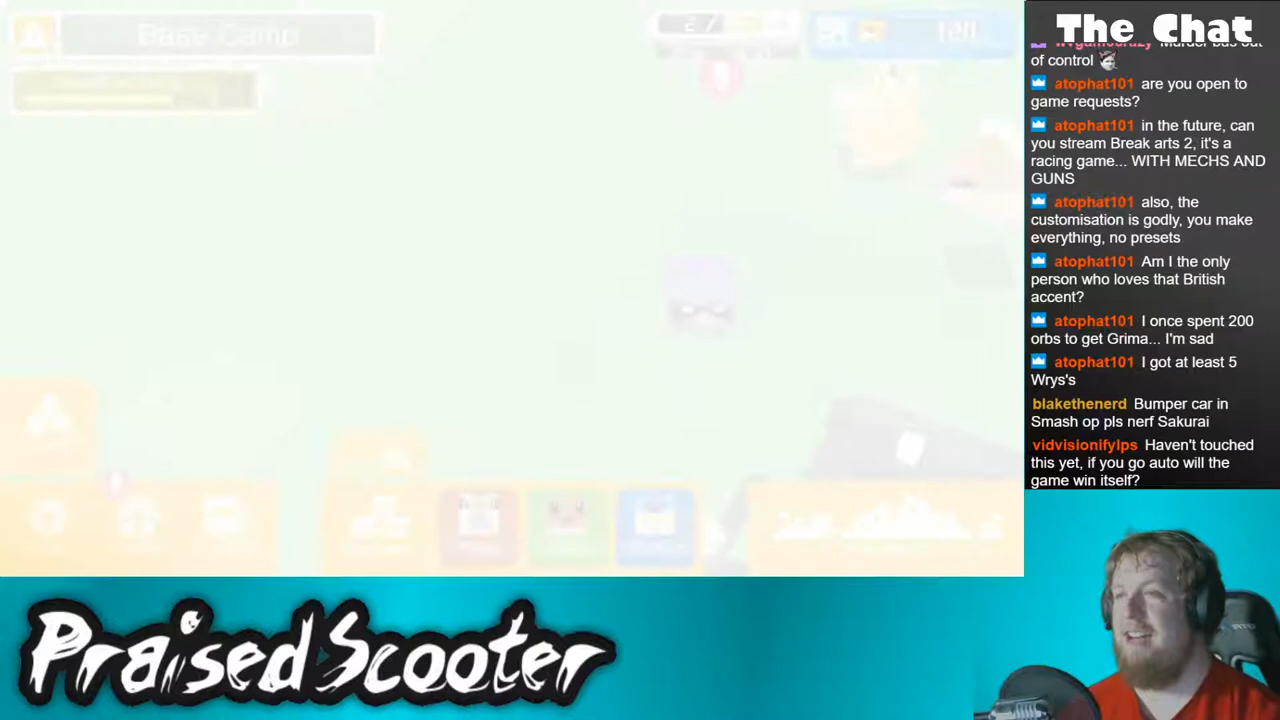 Base Camp
The Chat
of control
atophat101 are you open to
game requests?
atophat101 in the future, can
you stream Break arts 2, it's a
racing game... WITH MECHS AND
GUNS
atophat101 also, the
customisation is godly, you make
everything, no presets
atophat101 Am I the only
person who loves that British
accent?
atophat101 I once spent 200
orbs to get Grima... I'm sad
atophat101 I got at least 5
Wrys's
blakethenerd Bumper car in
Smash op pls nerf Sakurai
vidvisionifylps Haven't touched
this yet, if you go auto will the
game win itself?
Praised Scooter